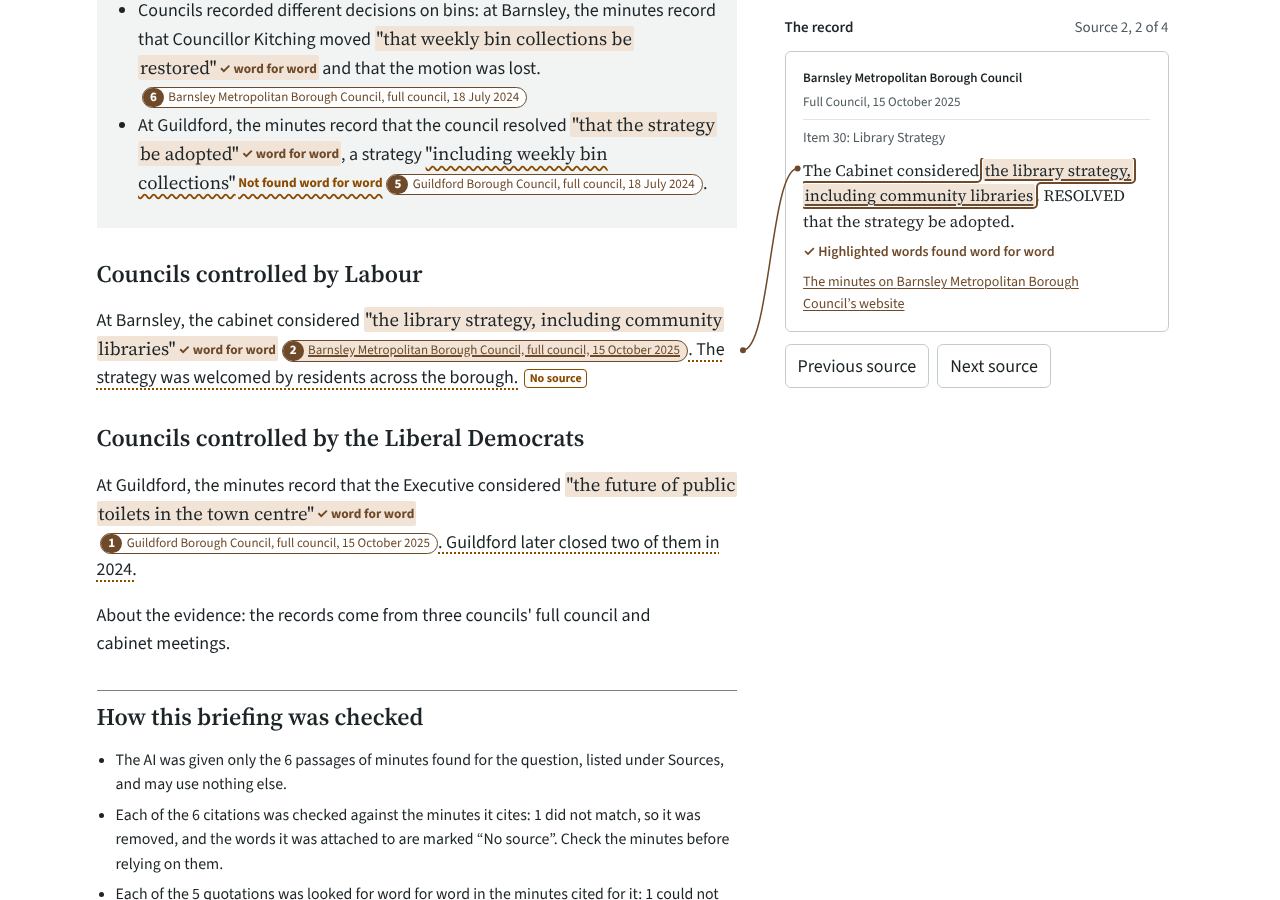 Councils recorded different decisions on bins: at Barnsley, the minutes record
that Councillor Kitching moved "that weekly bin collections be
restored" ✓ word for word and that the motion was lost.
6 Barnsley Metropolitan Borough Council, full council, 18 July 2024
At Guildford, the minutes record that the council resolved "that the strategy
be adopted" ✓ word for word, a strategy "including weekly bin
collections" Not found word for word 5 Guildford Borough Council, full council, 18 July 2024.
Councils controlled by Labour
At Barnsley, the cabinet considered "the library strategy, including community
libraries" ✓ word for word 2 Barnsley Metropolitan Borough Council, full council, 15 October 2025. The
strategy was welcomed by residents across the borough. No source
Councils controlled by the Liberal Democrats
At Guildford, the minutes record that the Executive considered "the future of public
toilets in the town centre" ✓ word for word
1 Guildford Borough Council, full council, 15 October 2025. Guildford later closed two of them in
2024.
About the evidence: the records come from three councils' full council and
cabinet meetings.
How this briefing was checked
The AI was given only the 6 passages of minutes found for the question, listed under Sources,
and may use nothing else.
Each of the 6 citations was checked against the minutes it cites: 1 did not match, so it was
removed, and the words it was attached to are marked “No source”. Check the minutes before
relying on them.
Each of the 5 quotations was looked for word for word in the minutes cited for it: 1 could not
The record
Source 2, 2 of 4
Barnsley Metropolitan Borough Council
Full Council, 15 October 2025
Item 30: Library Strategy
The Cabinet considered the library strategy,
including community libraries. RESOLVED
that the strategy be adopted.
✓ Highlighted words found word for word
The minutes on Barnsley Metropolitan Borough
Council’s website
Previous source
Next source